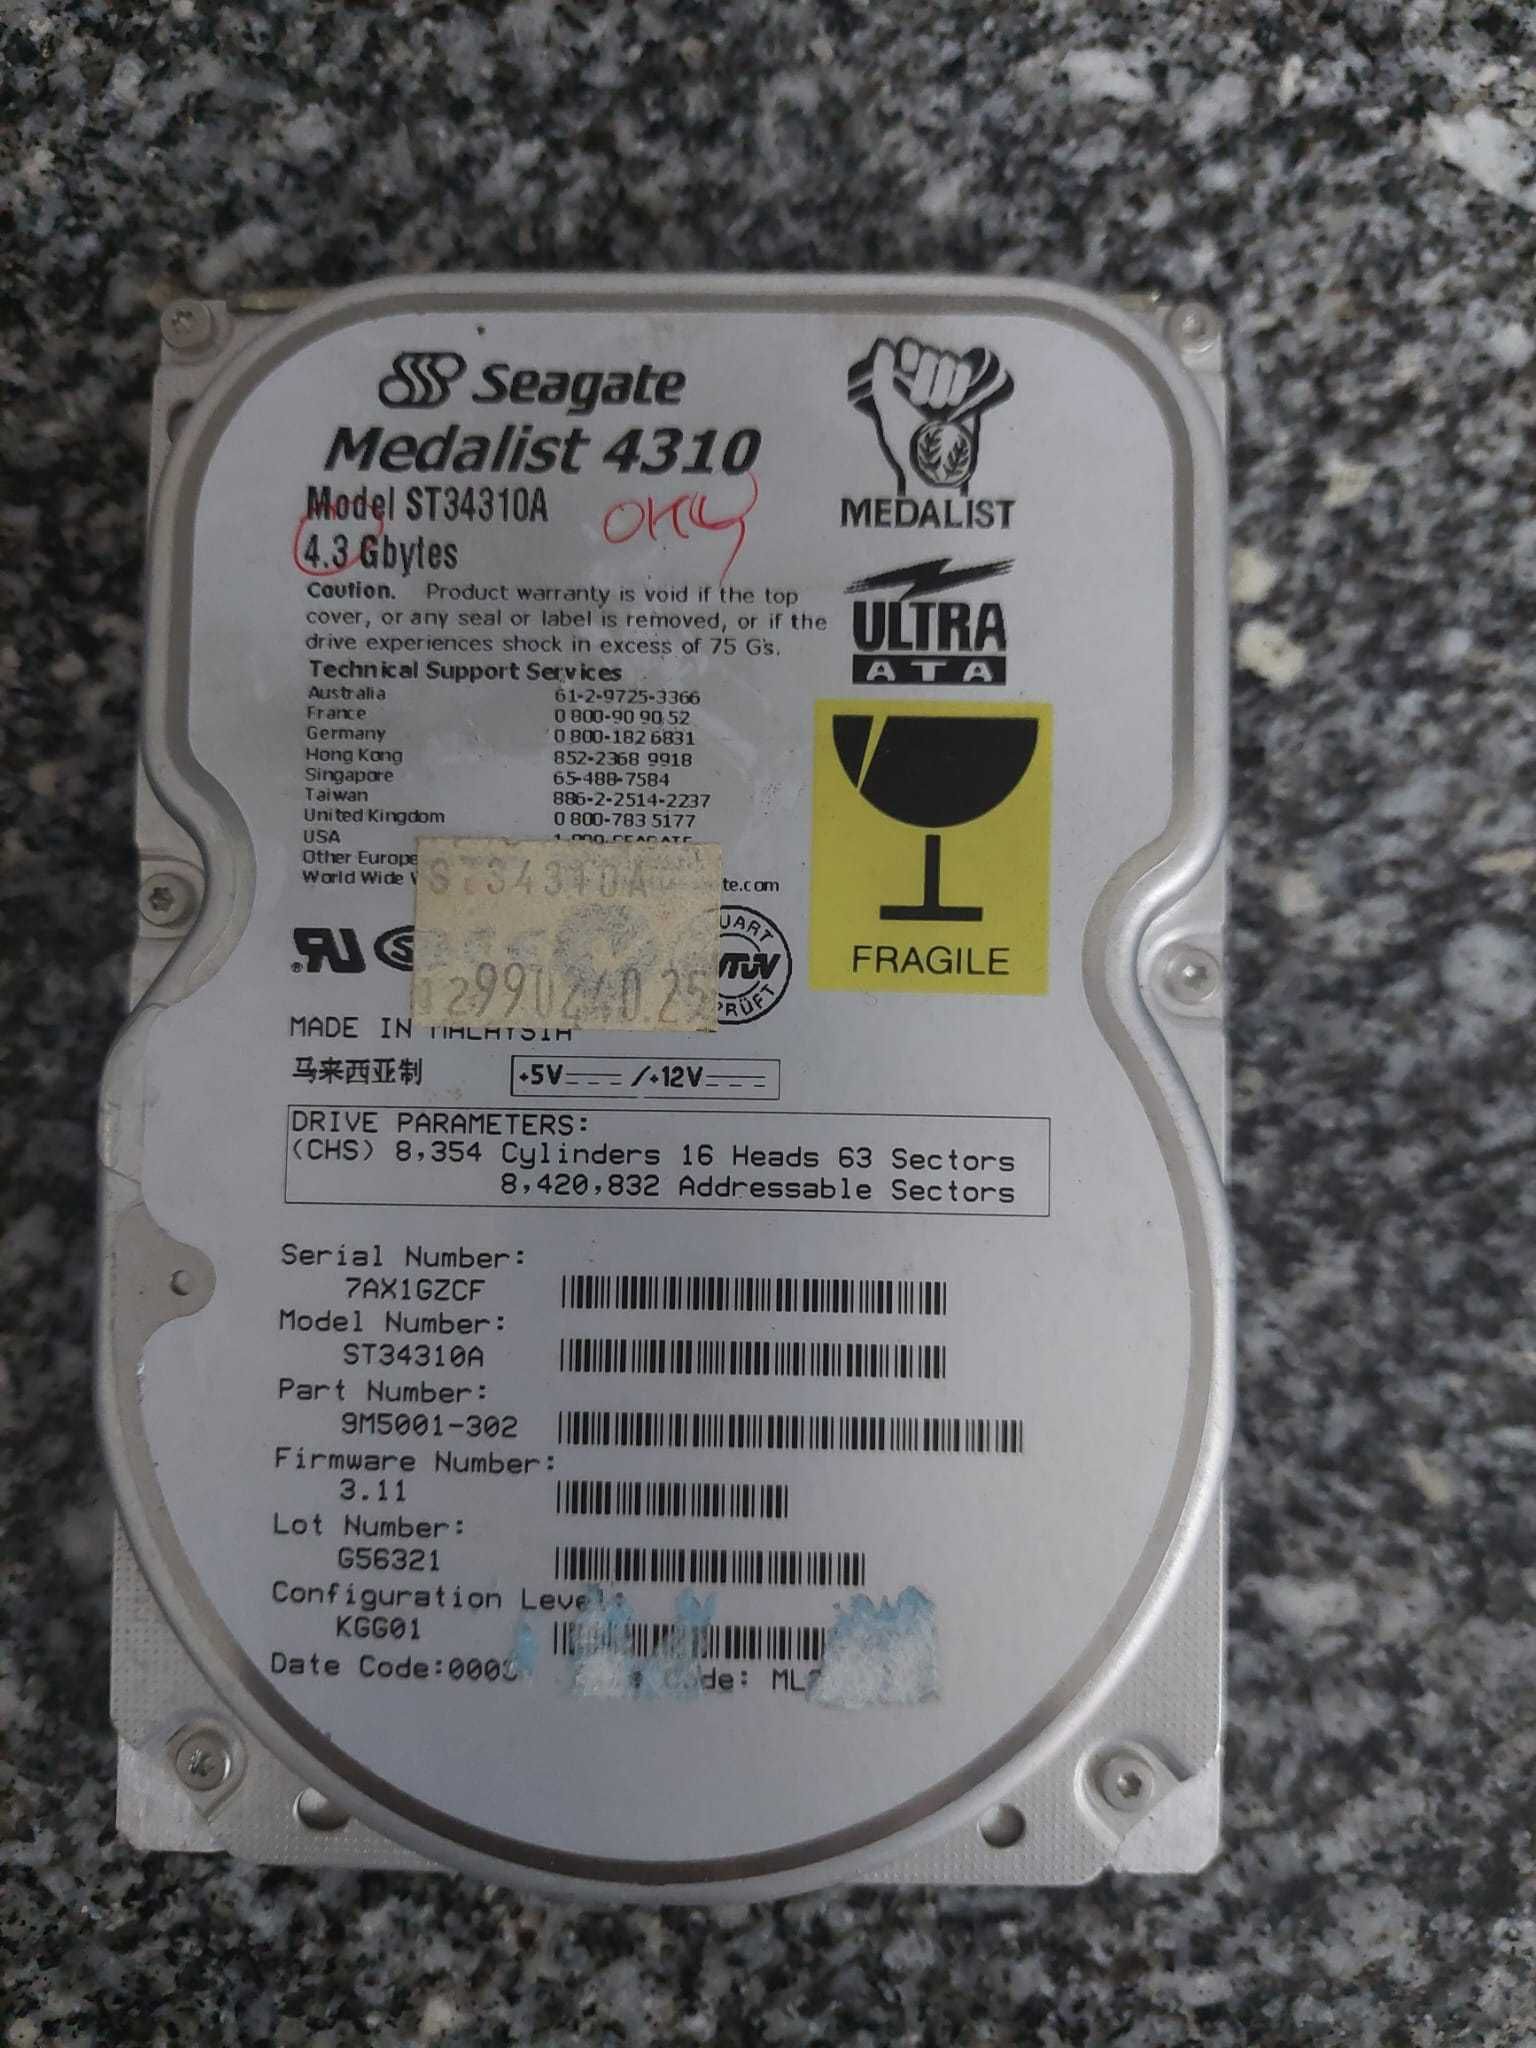 Seagate
Medalist 4310
Model ST34310A
4.3 Gbytes
MEDALIST
Caution. Product warranty is void if the top
cover, or any seal or label is removed, or if the
drive experiences shock in excess of 75 G's.
ULTRA
ATA
Technical Support Services
Australia 61-2-9725-3366
France 0 800-90 90 52
Germany 0 800-182 6831
Hong Kong 852-2368 9918
Singapore 65-488-7584
Taiwan 886-2-2514-2237
United Kingdom 0 800-783 5177
USA
Other Europe
World Wide
te.com
ST34310A
FRAGILE
MADE IN MALAYSIA
马来西亚制
+5V /+12V
DRIVE PARAMETERS:
(CHS) 8,354 Cylinders 16 Heads 63 Sectors
8,420,832 Addressable Sectors
Serial Number:
7AX1GZCF
Model Number:
ST34310A
Part Number:
9M5001-302
Firmware Number:
3.11
Lot Number:
G56321
Configuration Level:
KGG01
Date Code: